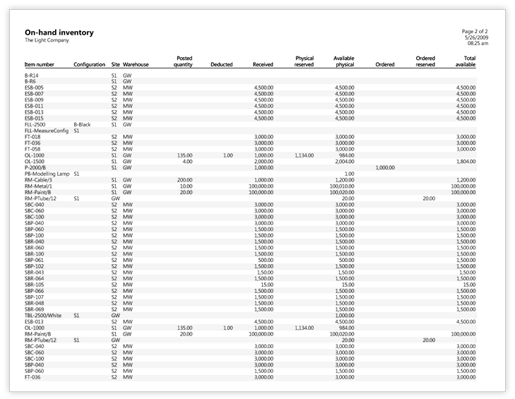 On-hand inventory
The Light Company
Page 2 of 2
5/26/2009
08:25 am
Item number Configuration Site Warehouse Posted quantity Deducted Received Physical reserved Available physical Ordered Ordered reserved Total available
B-R14 S1 GW
B-R6 S1 GW
ESB-005 S2 MW 4,500.00 4,500.00 4,500.00
ESB-007 S2 MW 4,500.00 4,500.00 4,500.00
ESB-009 S2 MW 4,500.00 4,500.00 4,500.00
ESB-011 S2 MW 4,500.00 4,500.00 4,500.00
ESB-013 S2 MW 4,500.00 4,500.00 4,500.00
ESB-015 S2 MW 4,500.00 4,500.00 4,500.00
FLL-2500 B-Black S1 GW
FLL-MeasureConfig S1
FT-018 S2 MW 3,000.00 3,000.00 3,000.00
FT-036 S2 MW 3,000.00 3,000.00 3,000.00
FT-058 S2 MW 3,000.00 3,000.00 3,000.00
OL-1000 S1 GW 135.00 1.00 1,000.00 1,134.00 984.00
OL-1500 S1 GW 4.00 2,000.00 2,004.00 1,804.00
P-2000/B S1 GW 1,000.00 1,000.00
PB-Modelling Lamp S1 GW 1.00
RM-Cable/3 S1 GW 200.00 1,000.00 1,200.00 1,200.00
RM-Metal/1 S1 GW 10.00 100,000.00 100,010.00 100,000.00
RM-Paint/B S1 GW 20.00 100,000.00 100,020.00 100,000.00
RM-PTube/12 S1 GW 20.00 20.00
SBC-040 S2 MW 3,000.00 3,000.00 3,000.00
SBC-060 S2 MW 3,000.00 3,000.00 3,000.00
SBC-100 S2 MW 3,000.00 3,000.00 3,000.00
SBP-040 S2 MW 3,000.00 3,000.00 3,000.00
SBP-060 S2 MW 1,500.00 1,500.00 1,500.00
SBP-100 S2 MW 1,500.00 1,500.00 1,500.00
SBR-040 S2 MW 1,500.00 1,500.00 1,500.00
SBL-060 S2 MW 1,500.00 1,500.00 1,500.00
SBR-100 S2 MW 1,500.00 1,500.00 1,500.00
SBP-061 S2 MW 500.00 500.00 500.00
SBP-102 S2 MW 1,500.00 1,500.00 1,500.00
SBR-043 S2 MW 1,50.00 1,50.00 1,50.00
SBR-064 S2 MW 1,500.00 1,500.00 1,500.00
SBR-105 S2 MW 15.00 15.00 15.00
SBP-066 S2 MW 1,500.00 1,500.00 1,500.00
SBP-107 S2 MW 1,500.00 1,500.00 1,500.00
SBR-048 S2 MW 1,500.00 1,500.00 1,500.00
SBR-069 S2 MW 1,500.00 1,500.00 1,500.00
TBL-2500/White S1 GW 1,000.00
ESB-013 S2 MW 4,500.00 4,500.00 4,500.00
OL-1000 S1 GW 135.00 1.00 1,000.00 1,134.00 984.00
RM-Paint/B S1 GW 20.00 100,000.00 100,020.00 100,000.00
RM-PTube/12 S1 GW 20.00 20.00
SBC-040 S2 MW 3,000.00 3,000.00 3,000.00
SBC-060 S2 MW 3,000.00 3,000.00 3,000.00
SBC-100 S2 MW 3,000.00 3,000.00 3,000.00
SBP-040 S2 MW 3,000.00 3,000.00 3,000.00
SBP-060 S2 MW 1,500.00 1,500.00 1,500.00
FT-036 S2 MW 3,000.00 3,000.00 3,000.00